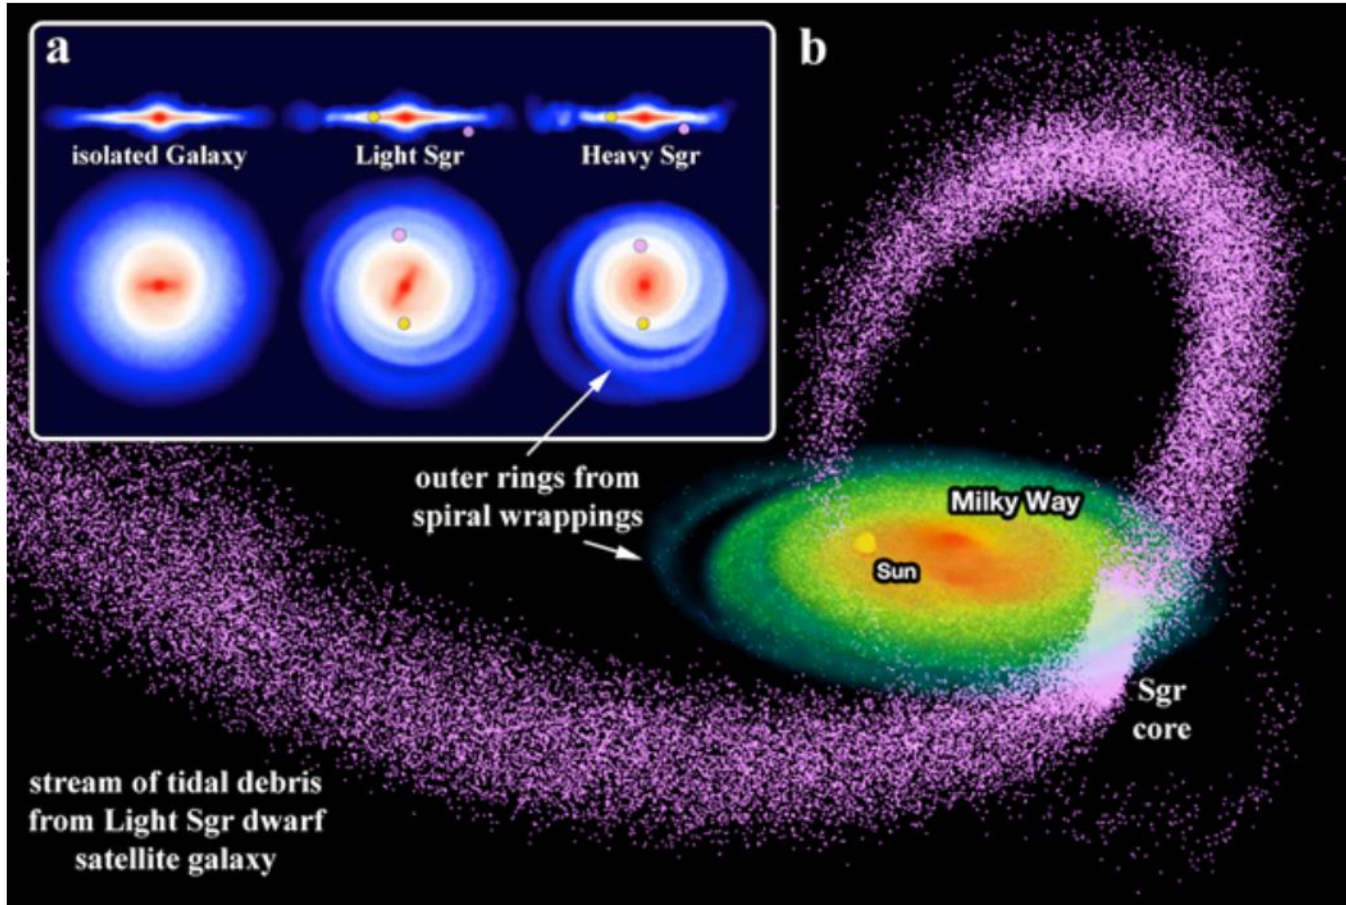 a
b
isolated Galaxy
Light Sgr
Heavy Sgr
outer rings from
spiral wrappings
Milky Way
Sun
Sgr
core
stream of tidal debris
from Light Sgr dwarf
satellite galaxy